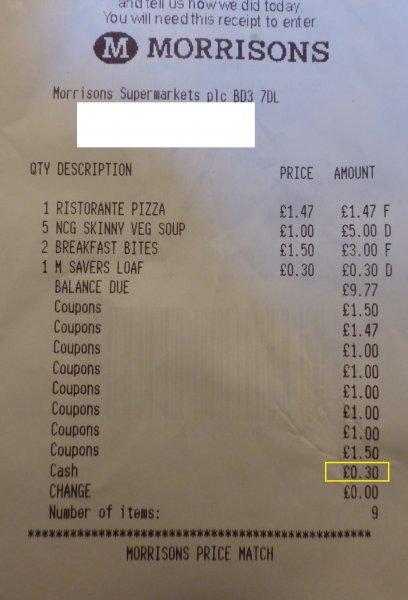 and tell us how we did today.
You will need this receipt to enter
M MORRISONS
Morrisons Supermarkets plc BD3 7DL
QTY DESCRIPTION PRICE AMOUNT
1 RISTORANTE PIZZA £1.47 £1.47 F
5 NCG SKINNY VEG SOUP £1.00 £5.00 D
2 BREAKFAST BITES £1.50 £3.00 F
1 M SAVERS LOAF £0.30 £0.30 D
BALANCE DUE £9.77
Coupons £1.50
Coupons £1.47
Coupons £1.00
Coupons £1.00
Coupons £1.00
Coupons £1.00
Coupons £1.00
Coupons £1.50
Cash £0.30
CHANGE £0.00
Number of items: 9
****************************************
MORRISONS PRICE MATCH